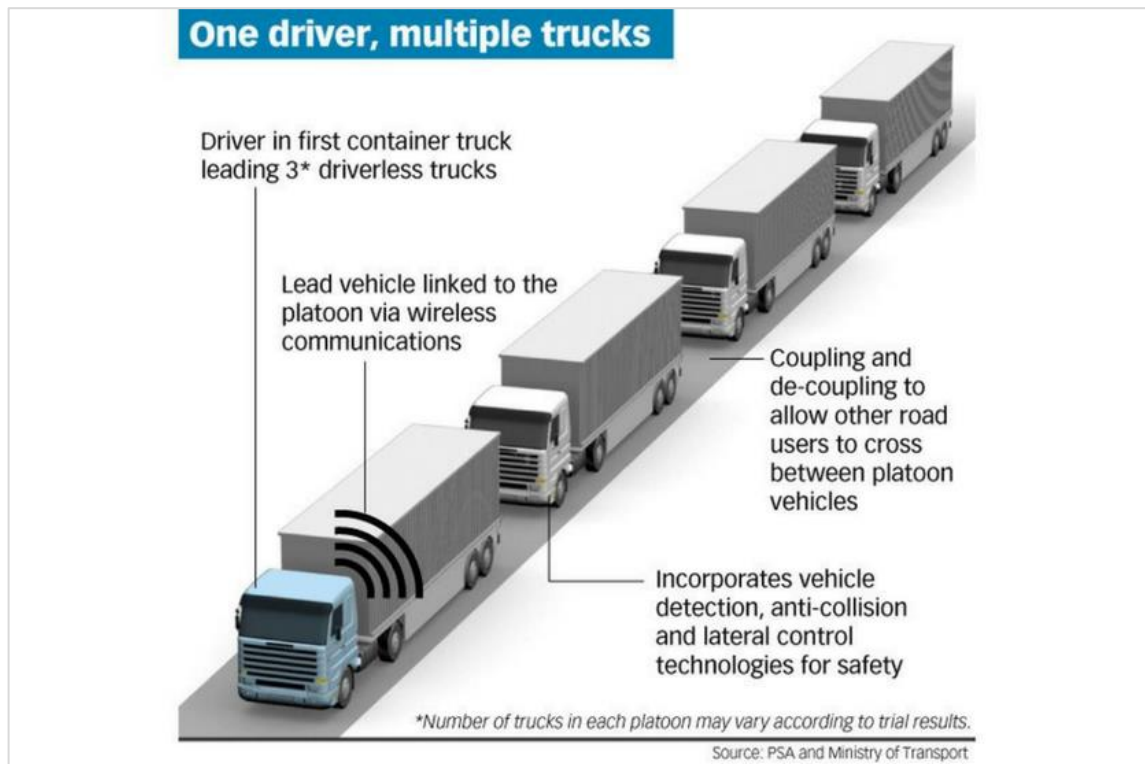 One driver, multiple trucks
Driver in first container truck
leading 3* driverless trucks
Lead vehicle linked to the
platoon via wireless
communications
Coupling and
de-coupling to
allow other road
users to cross
between platoon
vehicles
Incorporates vehicle
detection, anti-collision
and lateral control
technologies for safety
*Number of trucks in each platoon may vary according to trial results.
Source: PSA and Ministry of Transport